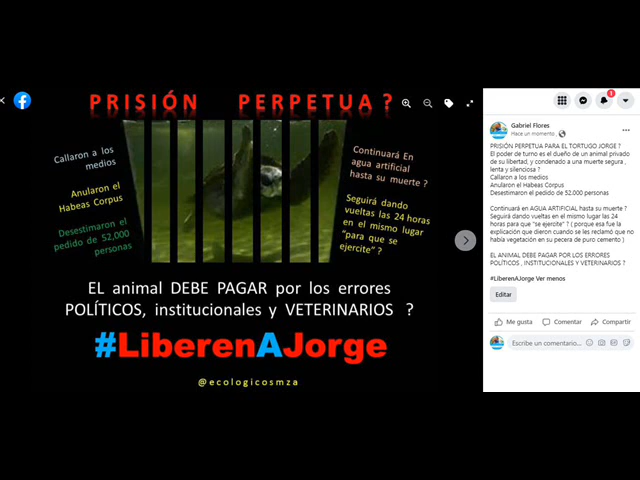 PRISIÓN PERPETUA ?
Callaron a los
medios
Anularon el
Habeas Corpus
Desestimaron el
pedido de 52,000
personas
Continuará En
agua artificial
hasta su muerte ?
Seguirá dando
vueltas las 24 horas
en el mismo lugar
"para que se
ejercite" ?
EL animal DEBE PAGAR por los errores
POLÍTICOS, institucionales y VETERINARIOS ?
#LiberenAJorge
@ecologicosmza
1
Gabriel Flores
Hace un momento
PRISIÓN PERPETUA PARA EL TORTUGO JORGE ?
El poder de turno es el dueño de un animal privado
de su libertad, y condenado a una muerte segura ,
lenta y silenciosa ?
Callaron a los medios
Anularon el Habeas Corpus
Desestimaron el pedido de 52.000 personas
Continuará en AGUA ARTIFICIAL hasta su muerte ?
Seguirá dando vueltas en el mismo lugar las 24
horas para que "se ejercite" ? ( porque esa fue la
explicación que dieron cuando se les reclamó que no
había vegetación en su pecera de puro cemento )
EL ANIMAL DEBE PAGAR POR LOS ERRORES
POLÍTICOS , INSTITUCIONALES Y VETERINARIOS ?
#LiberenAJorge Ver menos
Editar
Me gusta
Comentar
Compartir
Escribe un comentario...